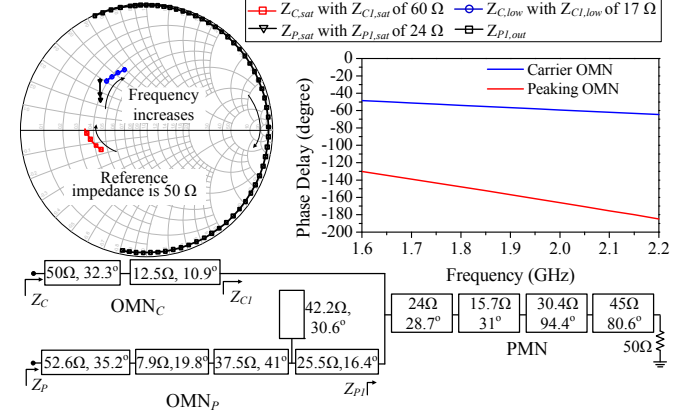 Z_C,sat with Z_C1,sat of 60 Ω
Z_C,low with Z_C1,low of 17 Ω
Z_P,sat with Z_P1,sat of 24 Ω
Z_P1,out
Frequency
increases
Reference
impedance is 50 Ω
Phase Delay (degree)
0
-20
-40
-60
-80
-100
-120
-140
-160
-180
-200
Carrier OMN
Peaking OMN
1.6 1.7 1.8 1.9 2.0 2.1 2.2
Frequency (GHz)
50Ω, 32.3°
12.5Ω, 10.9°
Z_C
OMN_C
Z_C1
42.2Ω,
30.6°
24Ω
28.7°
15.7Ω
31°
30.4Ω
94.4°
45Ω
80.6°
50Ω
PMN
52.6Ω, 35.2°
7.9Ω,19.8°
37.5Ω, 41°
25.5Ω,16.4°
Z_P
OMN_P
Z_P1